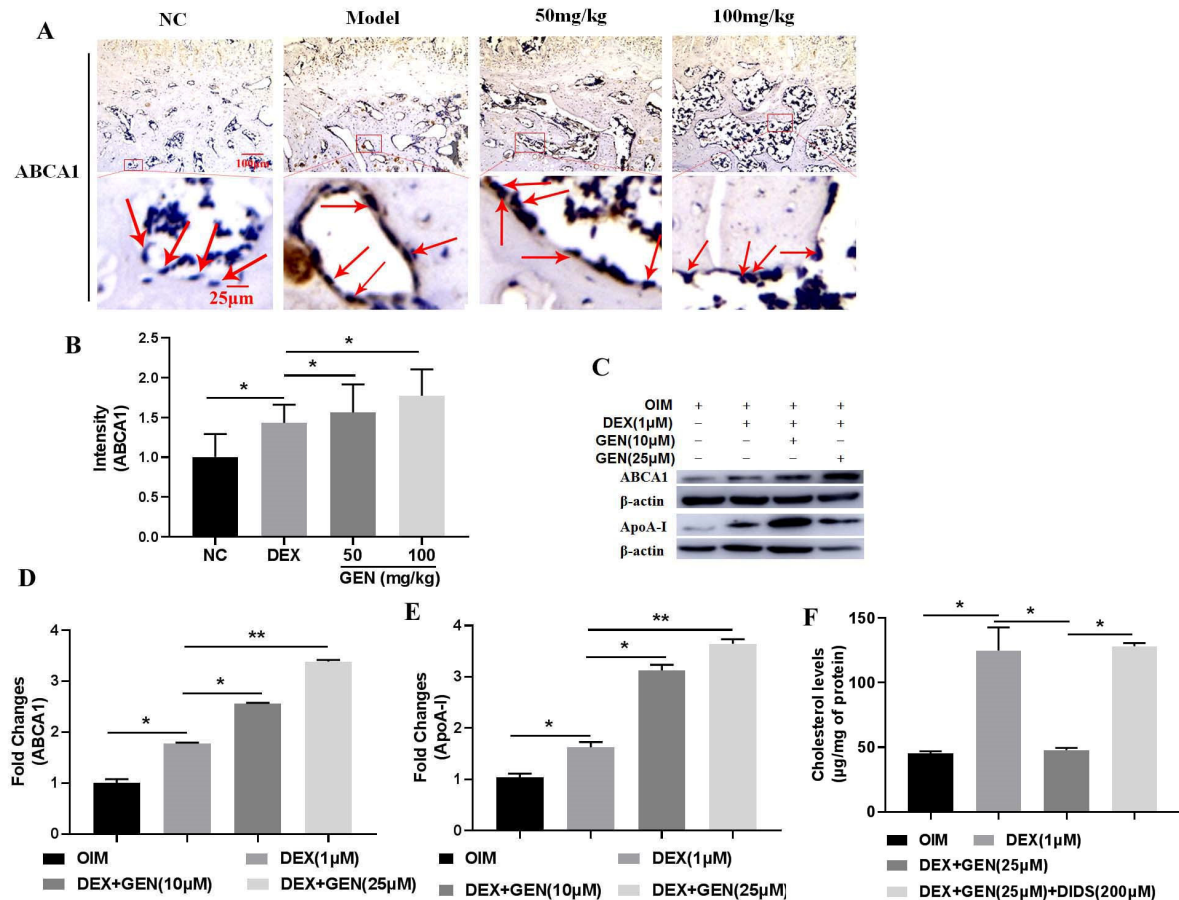 A
NC
Model
50mg/kg
100mg/kg
ABCA1
100μm
25μm
B
Intensity
(ABCA1)
2.5
2.0
1.5
1.0
0.5
0.0
*
*
*
NC
DEX
50
100
GEN (mg/kg)
C
OIM + + + +
DEX(1μM) − + + +
GEN(10μM) − − + −
GEN(25μM) − − − +
ABCA1
β-actin
ApoA-I
β-actin
D
Fold Changes
(ABCA1)
4
3
2
1
0
*
*
**
OIM
DEX(1μM)
DEX+GEN(10μM)
DEX+GEN(25μM)
E
Fold Changes
(ApoA-I)
4
3
2
1
0
*
*
**
OIM
DEX(1μM)
DEX+GEN(10μM)
DEX+GEN(25μM)
F
Cholesterol levels
(μg/mg of protein)
150
100
50
0
*
*
*
OIM
DEX(1μM)
DEX+GEN(25μM)
DEX+GEN(25μM)+DIDS(200μM)